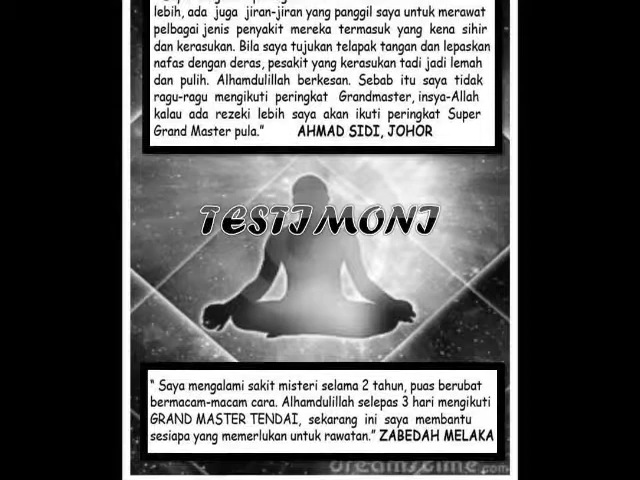 lebih, ada juga jiran-jiran yang panggil saya untuk merawat
pelbagai jenis penyakit mereka termasuk yang kena sihir
dan kerasukan. Bila saya tujukan telapak tangan dan lepaskan
nafas dengan deras, pesakit yang kerasukan tadi jadi lemah
dan pulih. Alhamdulillah berkesan. Sebab itu saya tidak
ragu-ragu mengikuti peringkat Grandmaster, insya-Allah
kalau ada rezeki lebih saya akan ikuti peringkat Super
Grand Master pula." AHMAD SIDI, JOHOR
TESTIMONI
" Saya mengalami sakit misteri selama 2 tahun, puas berubat
bermacam-macam cara. Alhamdulillah selepas 3 hari mengikuti
GRAND MASTER TENDAI, sekarang ini saya membantu
sesiapa yang memerlukan untuk rawatan." ZABEDAH MELAKA
dreamstime.com